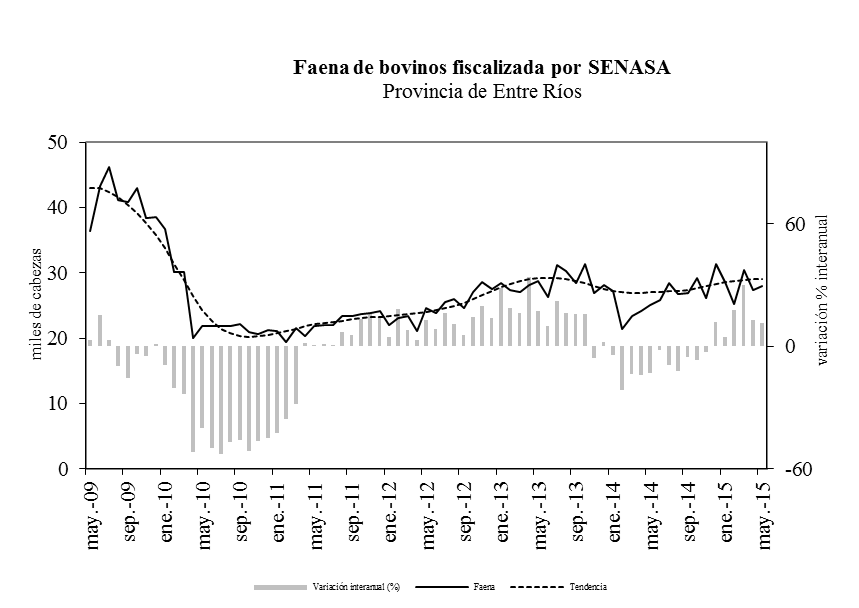 Faena de bovinos fiscalizada por SENASA
Provincia de Entre Ríos
miles de cabezas
50
40
30
20
10
0
60
0
-60
variación % interanual
may.-09
sep.-09
ene.-10
may.-10
sep.-10
ene.-11
may.-11
sep.-11
ene.-12
may.-12
sep.-12
ene.-13
may.-13
sep.-13
ene.-14
may.-14
sep.-14
ene.-15
may.-15
Variación interanual (%)
Faena
Tendencia